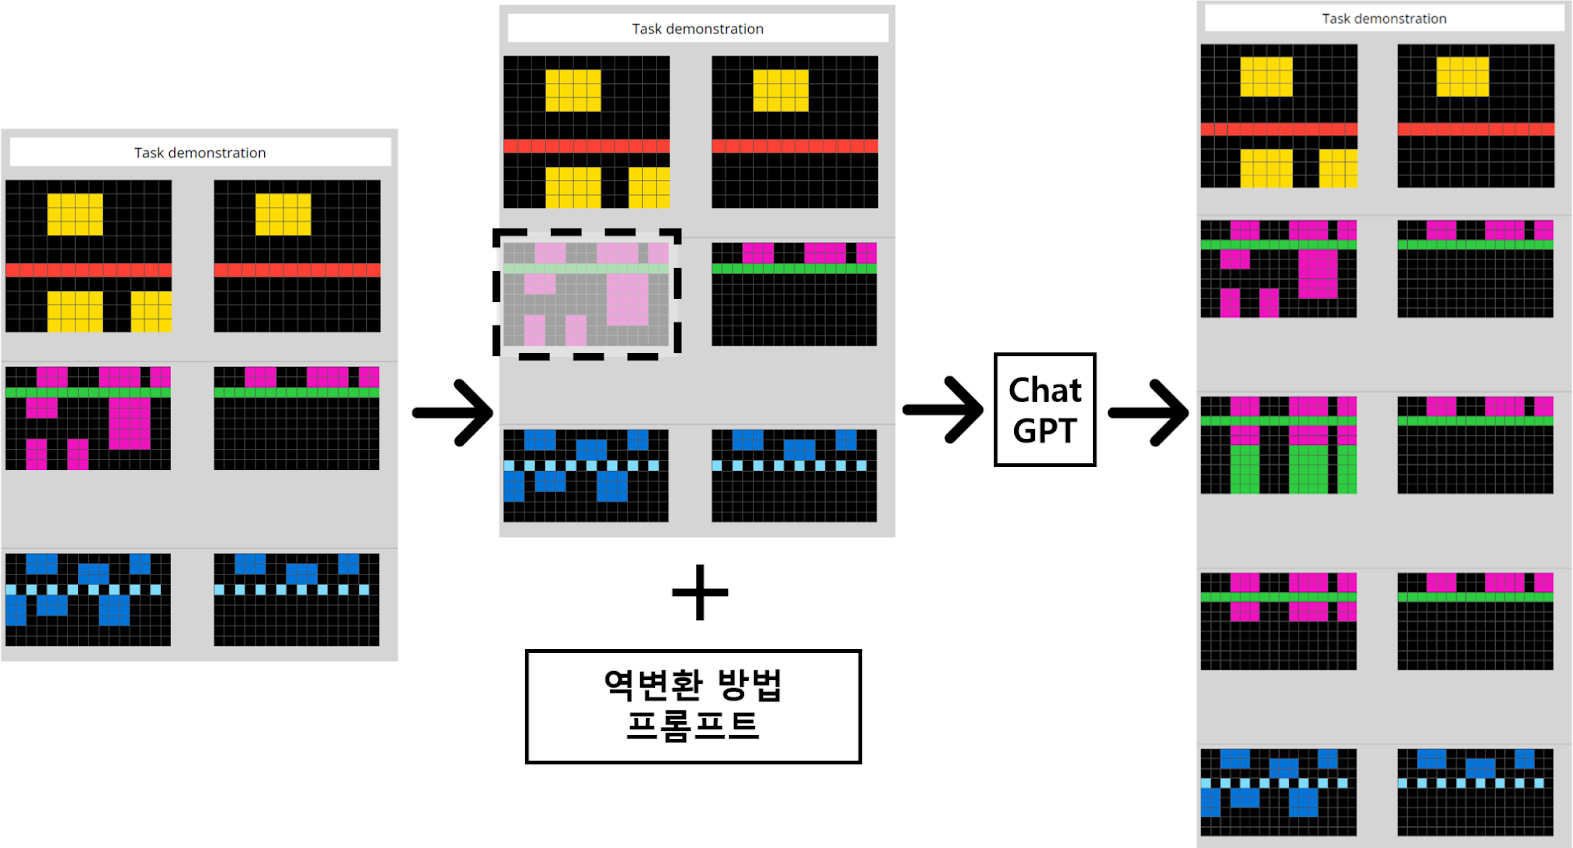 Task demonstration
Task demonstration
역변환 방법
프롬프트
Chat
GPT
Task demonstration